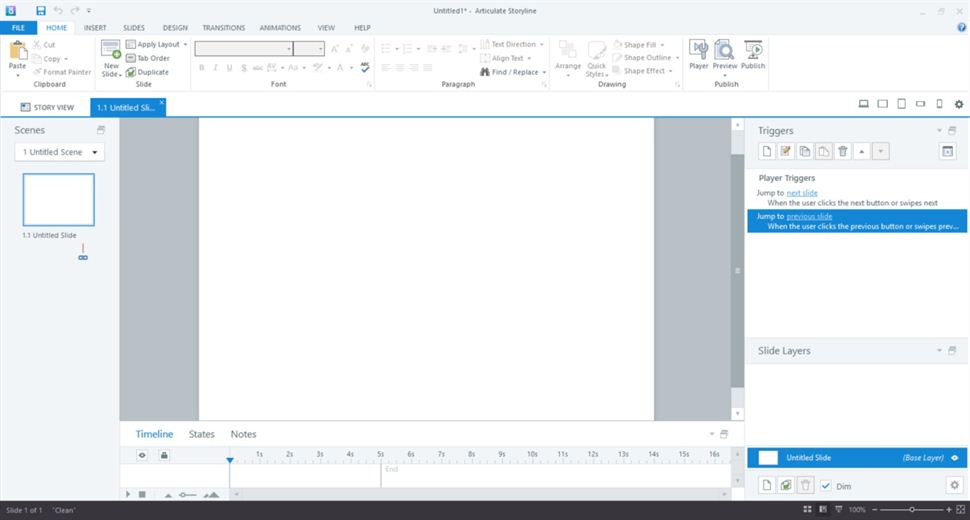 Untitled1* - Articulate Storyline
FILE HOME INSERT SLIDES DESIGN TRANSITIONS ANIMATIONS VIEW HELP
Paste
Cut
Copy
Format Painter
Clipboard
New
Slide
Apply Layout
Tab Order
Duplicate
Slide
B I U S abc AV Aa A ABC
Font
Text Direction
Align Text
Find / Replace
Paragraph
Arrange
Quick
Styles
Shape Fill
Shape Outline
Shape Effect
Drawing
Player Preview Publish
Publish
STORY VIEW
1.1 Untitled Sli...
Scenes
1 Untitled Scene
1.1 Untitled Slide
Triggers
Player Triggers
Jump to next slide
When the user clicks the next button or swipes next
Jump to previous slide
When the user clicks the previous button or swipes prev...
Slide Layers
Timeline States Notes
1s 2s 3s 4s 5s 6s 7s 8s 9s 10s 11s 12s 13s 14s 15s 16s
End
Untitled Slide (Base Layer)
Dim
Slide 1 of 1 "Clean" 100%